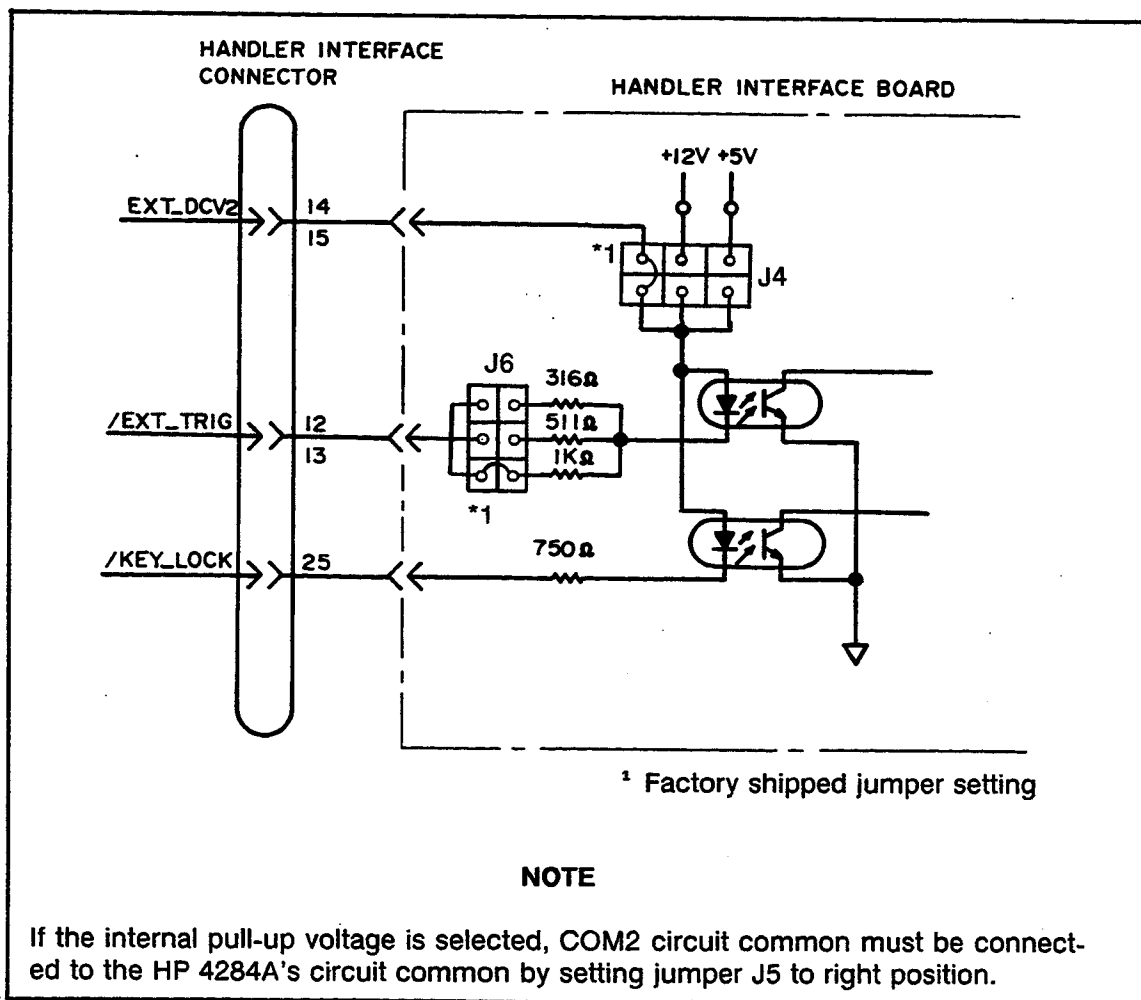 HANDLER INTERFACE
CONNECTOR
HANDLER INTERFACE BOARD
+12V +5V
EXT_DCV2
14
15
*1
J4
J6
316Ω
/EXT_TRIG
12
13
511Ω
1KΩ
*1
/KEY_LOCK
25
750Ω
¹ Factory shipped jumper setting
NOTE
If the internal pull-up voltage is selected, COM2 circuit common must be connect-
ed to the HP 4284A's circuit common by setting jumper J5 to right position.